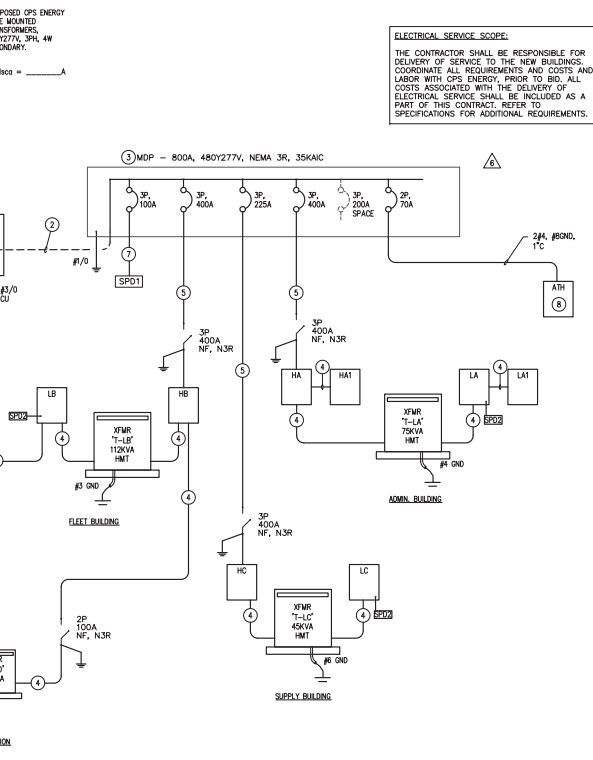 POSED CPS ENERGY
E MOUNTED
NSFORMERS,
Y277V, 3PH, 4W
ONDARY.
Isca = _______A
ELECTRICAL SERVICE SCOPE:
THE CONTRACTOR SHALL BE RESPONSIBLE FOR
DELIVERY OF SERVICE TO THE NEW BUILDINGS.
COORDINATE ALL REQUIREMENTS AND COSTS AND
LABOR WITH CPS ENERGY, PRIOR TO BID. ALL
COSTS ASSOCIATED WITH THE DELIVERY OF
ELECTRICAL SERVICE SHALL BE INCLUDED AS A
PART OF THIS CONTRACT. REFER TO
SPECIFICATIONS FOR ADDITIONAL REQUIREMENTS.
3 MDP - 800A, 480Y277V, NEMA 3R, 35KAIC
6
3P,
100A
3P,
400A
3P,
225A
3P,
400A
3P,
200A
SPACE
2P,
70A
2
#1/0
7
SPD1
2#4, #8GND,
1"C
#3/0
CU
5
5
ATH
8
3P
400A
NF, N3R
3P
400A
NF, N3R
5
HA
4
HA1
LA
4
LA1
LB
HB
SPD2
XFMR
"T-LB"
112KVA
HMT
4
4
XFMR
"T-LA"
75KVA
HMT
4
4
SPD2
#3 GND
#4 GND
4
FLEET BUILDING
ADMIN. BUILDING
3P
400A
NF, N3R
HC
LC
XFMR
"T-LC"
45KVA
HMT
4
4
SPD2
2P
100A
NF, N3R
#6 GND
R
A
4
SUPPLY BUILDING
ION